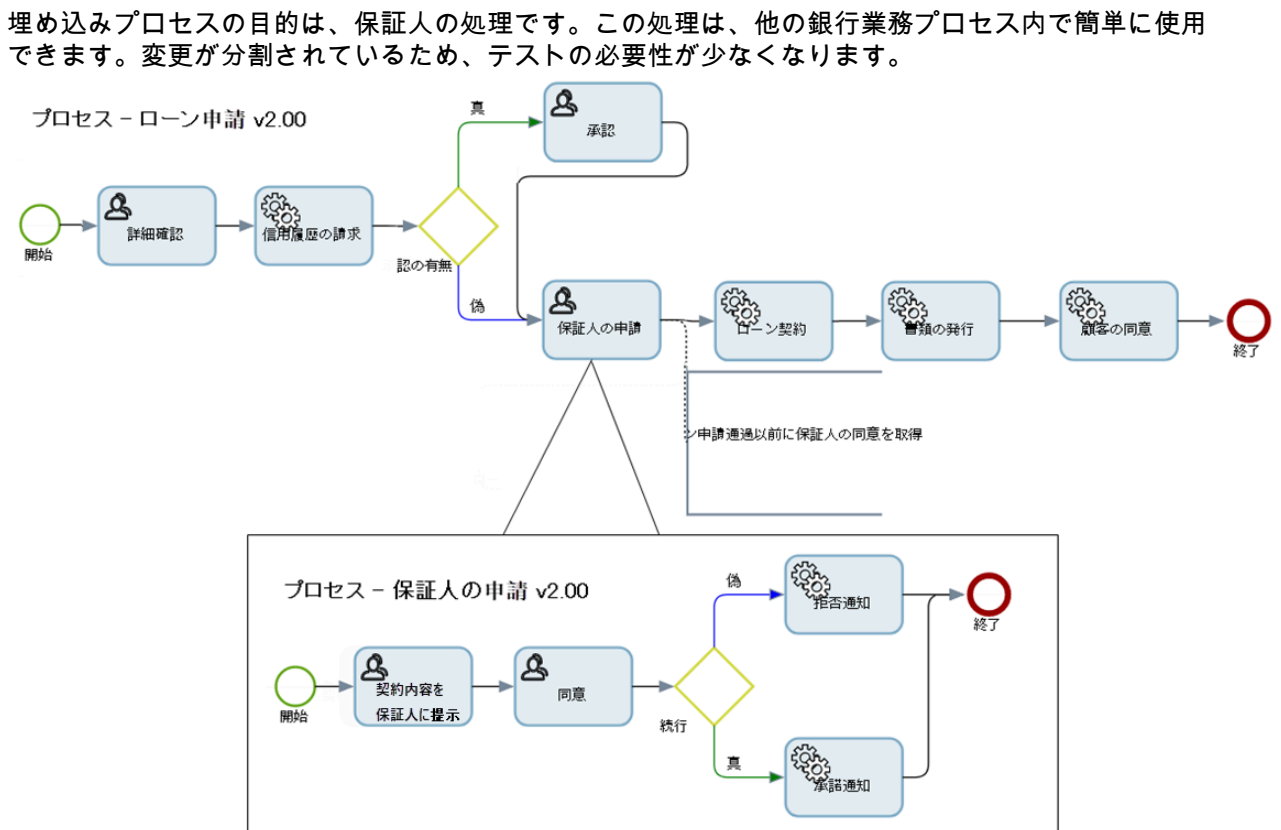 埋め込みプロセスの目的は、保証人の処理です。この処理は、他の銀行業務プロセス内で簡単に使用
できます。変更が分割されているため、テストの必要性が少なくなります。
プロセス − ローン申請 v2.00
真
承認
開始
詳細確認
信用履歴の請求
認の有無
偽
保証人の申請
ローン契約
書類の発行
顧客の同意
終了
ン申請通過以前に保証人の同意を取得
プロセス − 保証人の申請 v2.00
偽
拒否通知
終了
開始
契約内容を
保証人に提示
同意
続行
真
承諾通知